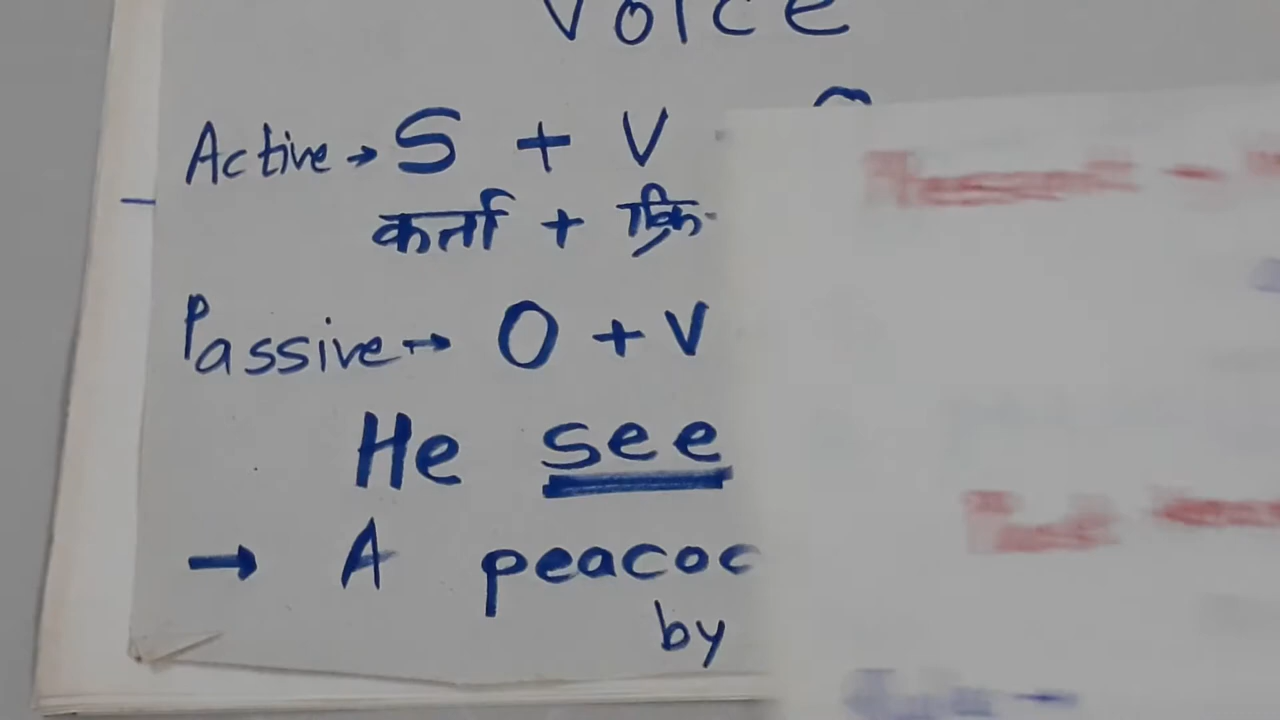 Voice
Active → S + V
कर्ता + क्रि
Passive → O + V
He see
→ A peacoc
by